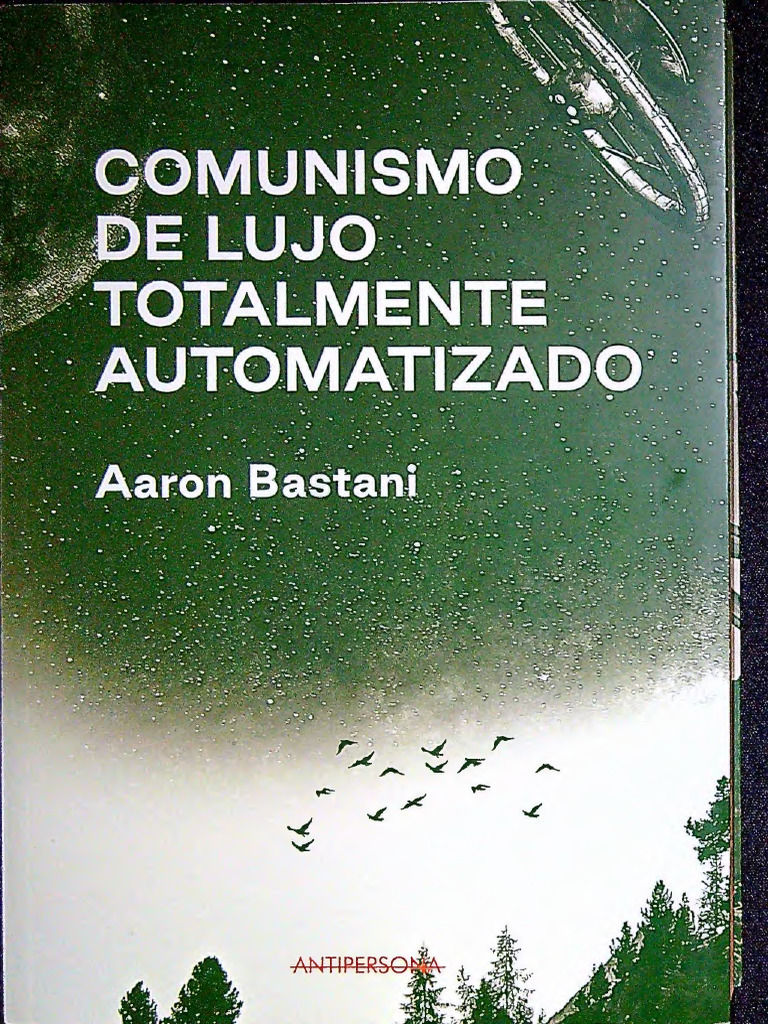 COMUNISMO
DE LUJO
TOTALMENTE
AUTOMATIZADO
Aaron Bastani
ANTIPERSONA